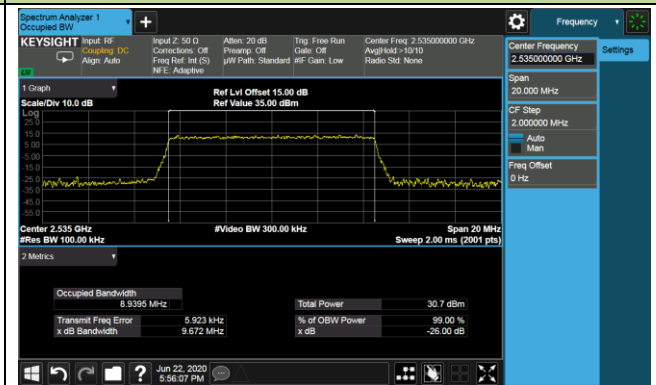 Spectrum Analyzer 1
Occupied BW
+
Frequency
KEYSIGHT
Input: RF
Coupling: DC
Align: Auto
Input Z: 50 Ω
Corrections: Off
Freq Ref: Int (S)
NFE: Adaptive
Atten: 20 dB
Preamp: Off
µW Path: Standard
Trig: Free Run
Gate: Off
#IF Gain: Low
Center Freq: 2.535000000 GHz
Avg|Hold:>10/10
Radio Std: None
Center Frequency
2.535000000 GHz
Settings
Span
20.000 MHz
CF Step
2.000000 MHz
Auto
Man
Freq Offset
0 Hz
1 Graph
Scale/Div 10.0 dB
Ref Lvl Offset 15.00 dB
Ref Value 35.00 dBm
Log
25.0
15.0
5.00
-5.00
-15.0
-25.0
-35.0
-45.0
-55.0
Center 2.535 GHz
#Video BW 300.00 kHz
Span 20 MHz
#Res BW 100.00 kHz
Sweep 2.00 ms (2001 pts)
2 Metrics
Occupied Bandwidth
8.9395 MHz
Total Power 30.7 dBm
Transmit Freq Error 5.923 kHz
% of OBW Power 99.00 %
x dB Bandwidth 9.672 MHz
x dB -26.00 dB
?
Jun 22, 2020
5:56:07 PM